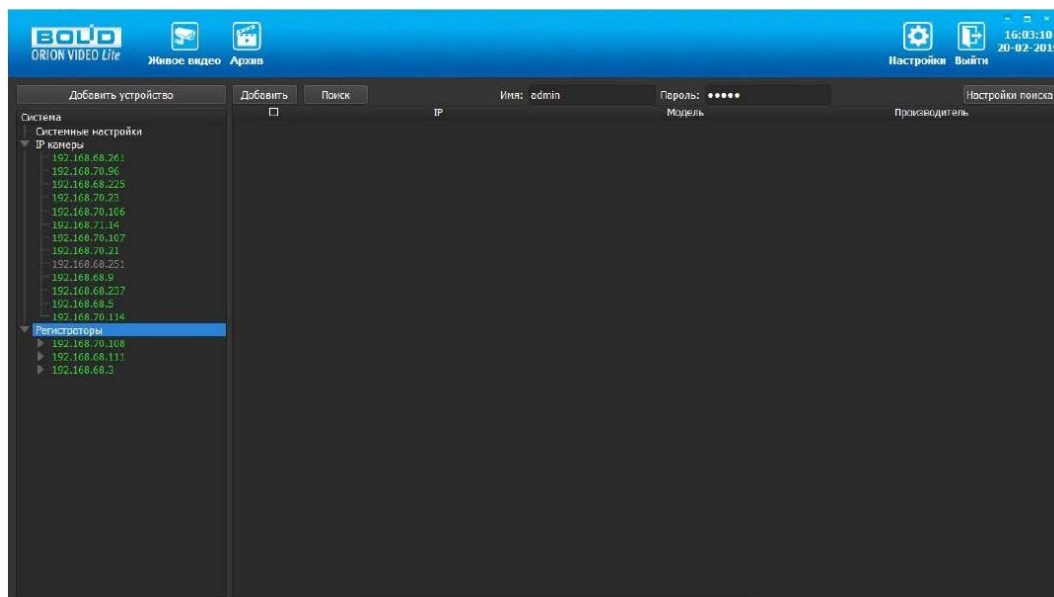 BOLID
ORION VIDEO Lite
Живое видео
Архив
Настройки
Выйти
16:03:10
20-02-201
Добавить устройство
Добавить
Поиск
Имя: admin
Пароль: •••••
Настройки поиска
Система
IP
Модель
Производитель
Системные настройки
IP камеры
192.168.68.261
192.168.70.96
192.168.68.225
192.168.70.23
192.168.70.106
192.168.71.14
192.168.70.107
192.168.70.21
192.168.68.251
192.168.68.9
192.168.68.237
192.168.68.5
192.168.70.114
Регистраторы
192.168.70.108
192.168.68.111
192.168.68.3